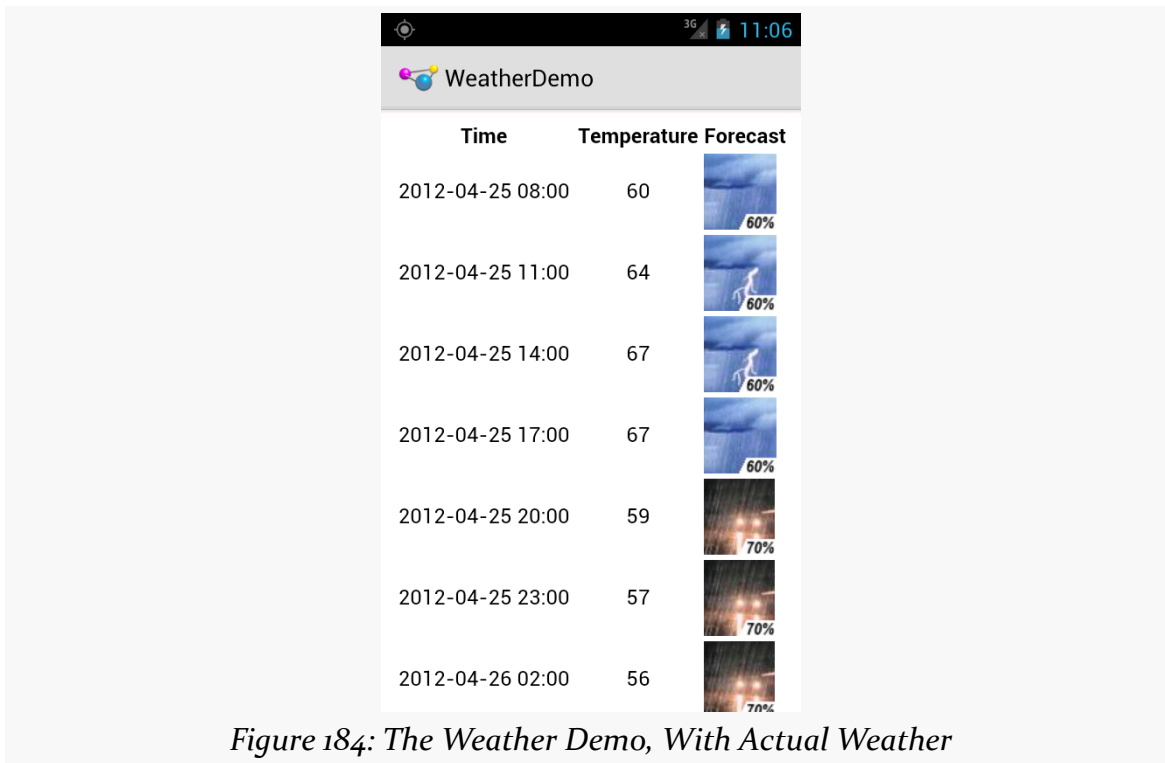 3G 11:06
WeatherDemo
Time Temperature Forecast
2012-04-25 08:00 60 60%
2012-04-25 11:00 64 60%
2012-04-25 14:00 67 60%
2012-04-25 17:00 67 60%
2012-04-25 20:00 59 70%
2012-04-25 23:00 57 70%
2012-04-26 02:00 56 70%
Figure 184: The Weather Demo, With Actual Weather